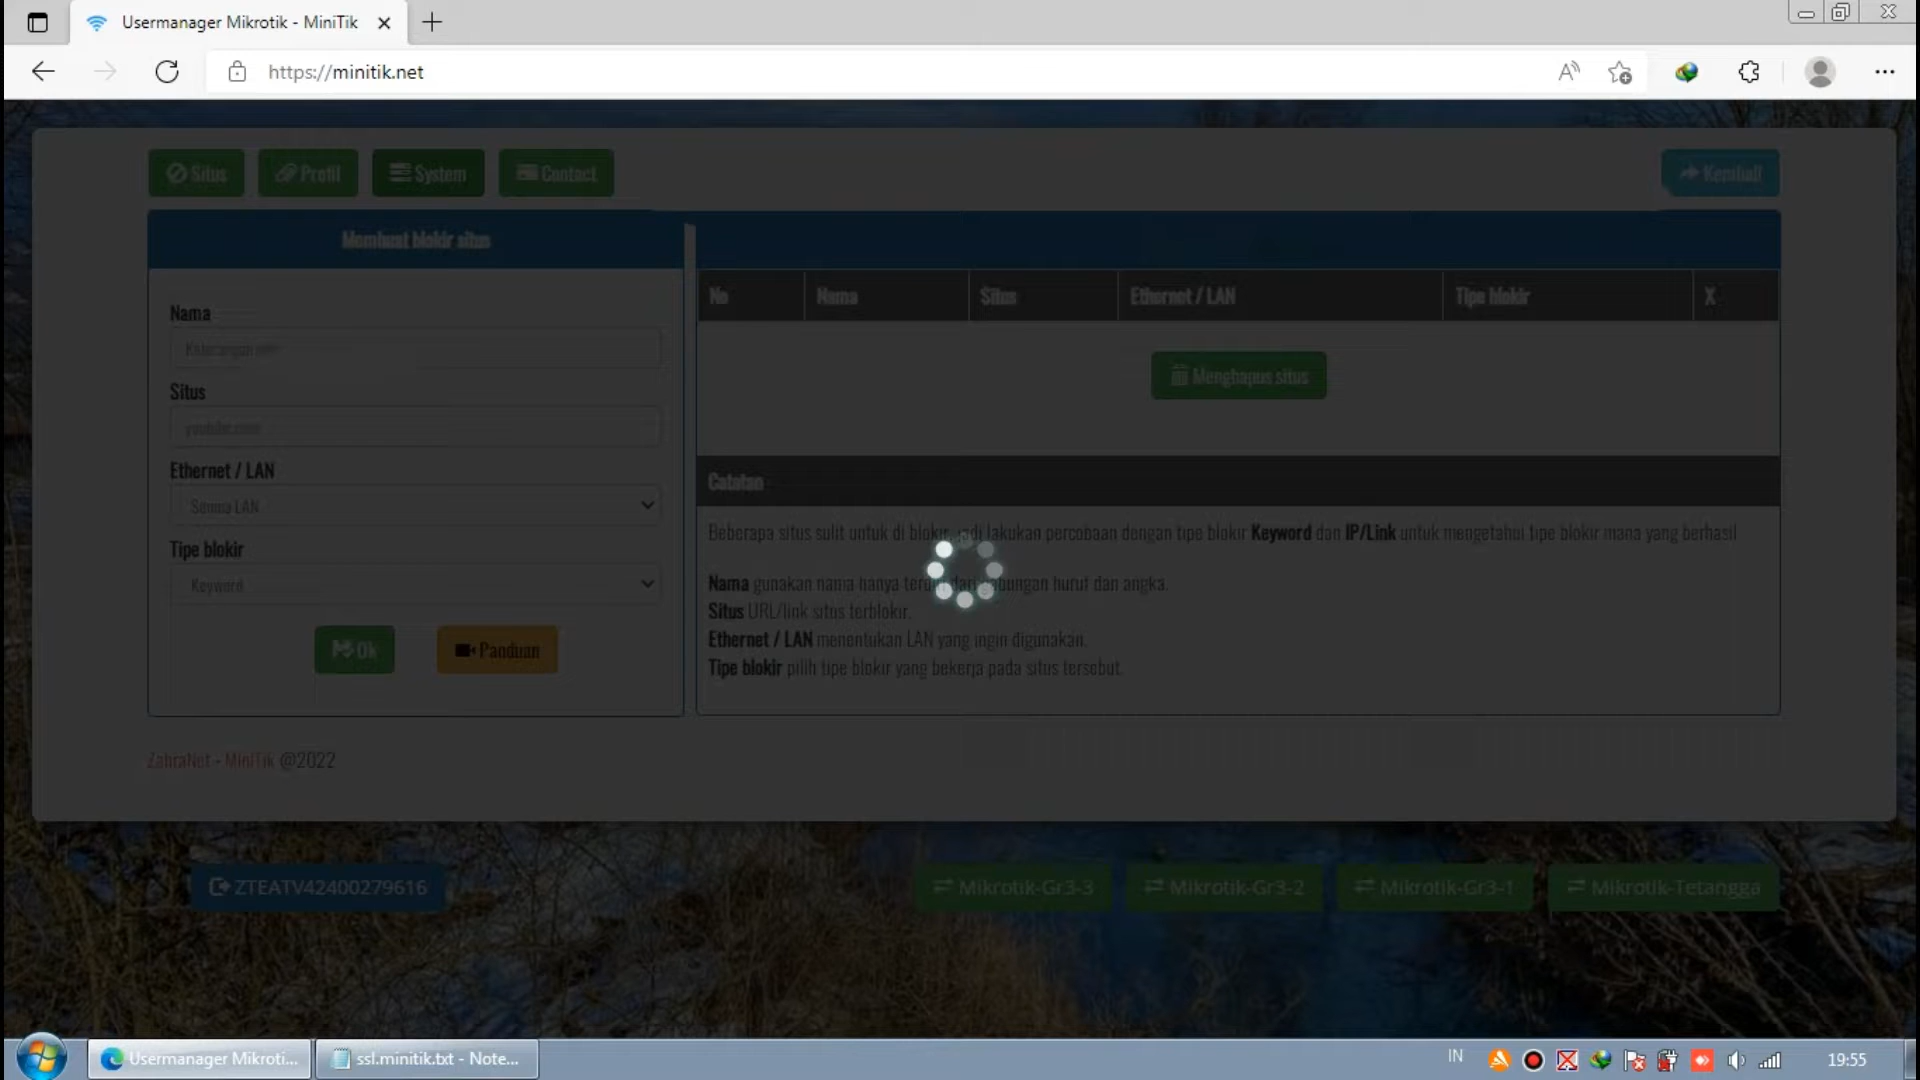 Usermanager Mikrotik - MiniTik
https://minitik.net
Situs
Profil
System
Contact
Kembali
Membuat blokir situs
Nama
Situs
youtube.com
Ethernet / LAN
Semua LAN
Tipe blokir
Keyword
Ok
Panduan
No
Nama
Situs
Ethernet / LAN
Tipe blokir
X
Menghapus situs
Catatan
Beberapa situs sulit untuk di blokir, jadi lakukan percobaan dengan tipe blokir Keyword dan IP/Link untuk mengetahui tipe blokir mana yang berhasil
Nama gunakan nama hanya terdiri dari gabungan huruf dan angka.
Situs URL/link situs terblokir.
Ethernet / LAN menentukan LAN yang ingin digunakan.
Tipe blokir pilih tipe blokir yang bekerja pada situs tersebut.
ZahraNet - MiniTik @2022
ZTEATV42400279616
Mikrotik-Gr3-3
Mikrotik-Gr3-2
Mikrotik-Gr3-1
Mikrotik-Tetangga
Usermanager Mikroti...
ssl.minitik.txt - Note...
IN
19:55